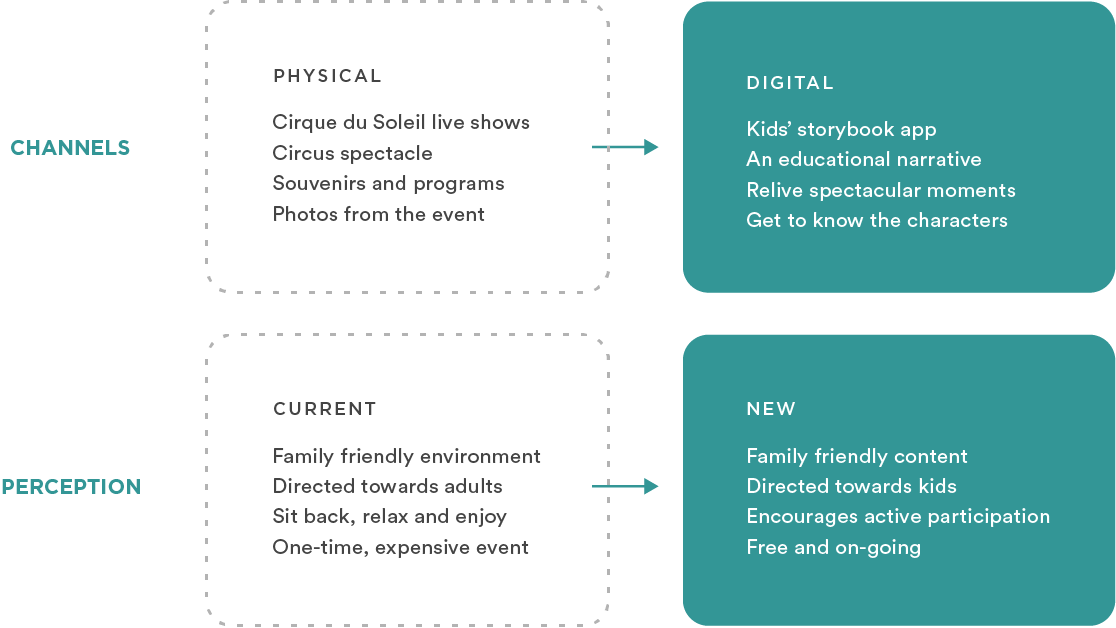 CHANNELS
PHYSICAL
Cirque du Soleil live shows
Circus spectacle
Souvenirs and programs
Photos from the event
DIGITAL
Kids’ storybook app
An educational narrative
Relive spectacular moments
Get to know the characters
PERCEPTION
CURRENT
Family friendly environment
Directed towards adults
Sit back, relax and enjoy
One-time, expensive event
NEW
Family friendly content
Directed towards kids
Encourages active participation
Free and on-going